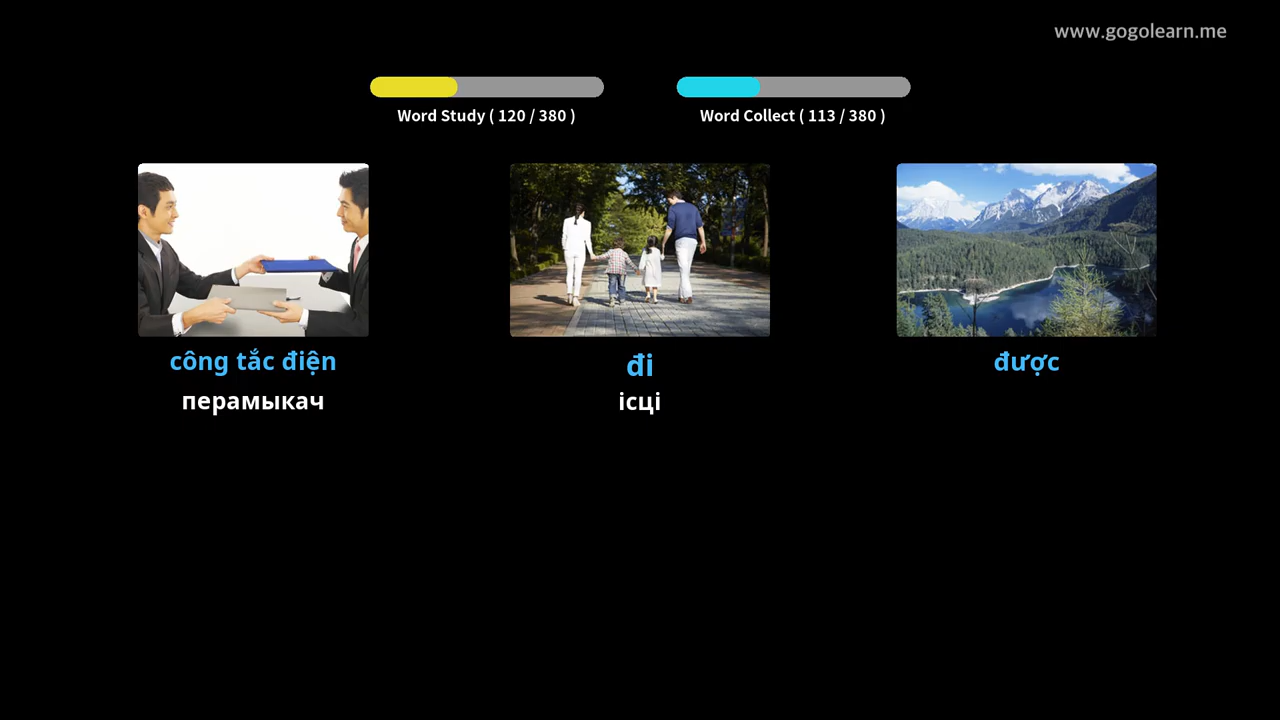 www.gogolearn.me
Word Study ( 120 / 380 )
Word Collect ( 113 / 380 )
công tắc điện
đi
được
перамыкач
ісці